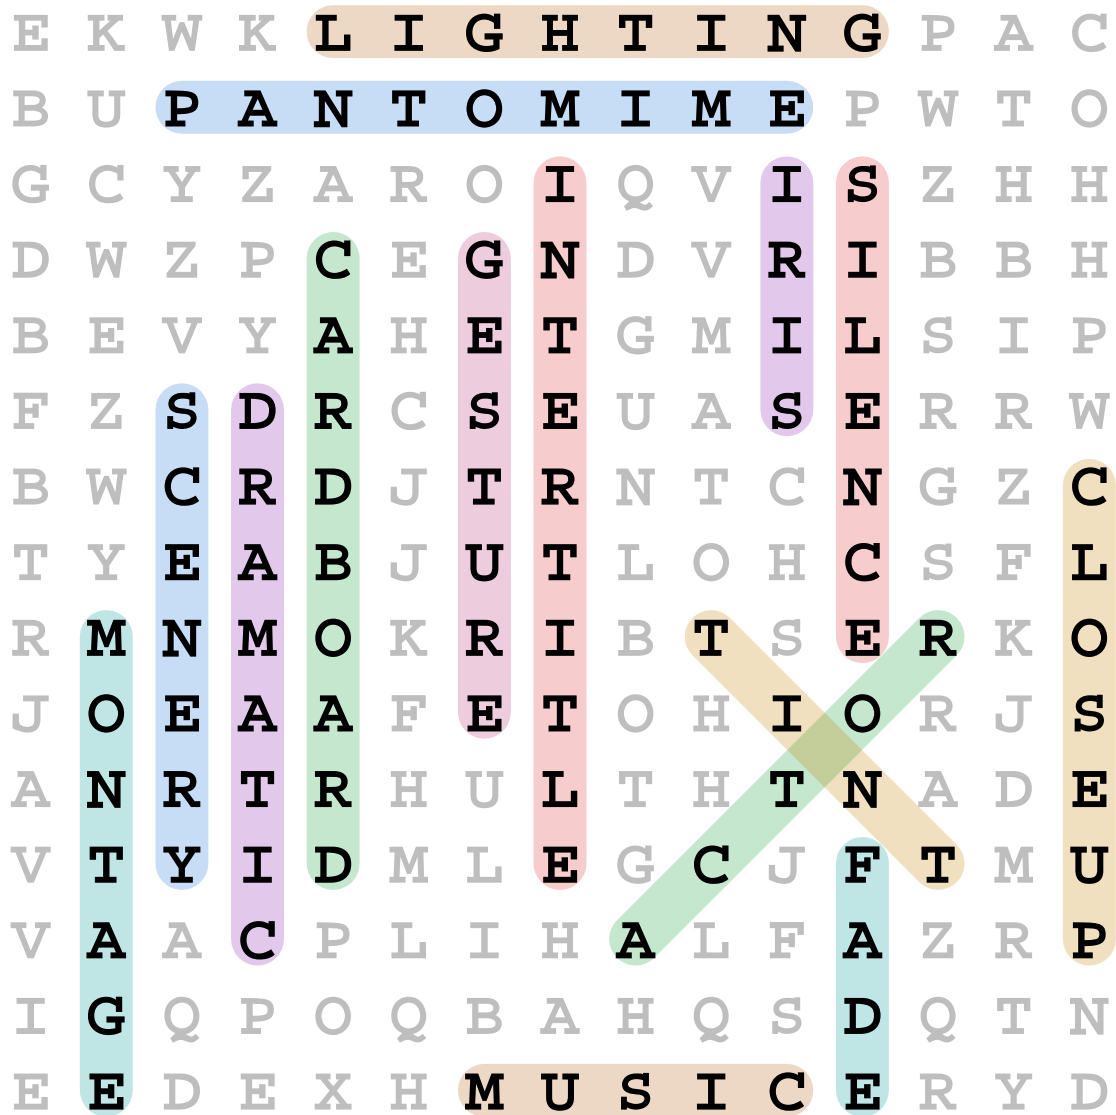 E K W K L I G H T I N G P A C
B U P A N T O M I M E P W T O
G C Y Z A R O I Q V I S Z H H
D W Z P C E G N D V R I B B H
B E V Y A H E T G M I L S I P
F Z S D R C S E U A S E R R W
B W C R D J T R N T C N G Z C
T Y E A B J U T L O H C S F L
R M N M O K R I B T S E R K O
J O E A A F E T O H I O R J S
A N R T R H U L T H T N A D E
V T Y I D M L E G C J F T M U
V A A C P L I H A L F A Z R P
I G Q P O Q B A H Q S D Q T N
E E D E X H M U S I C E R Y D